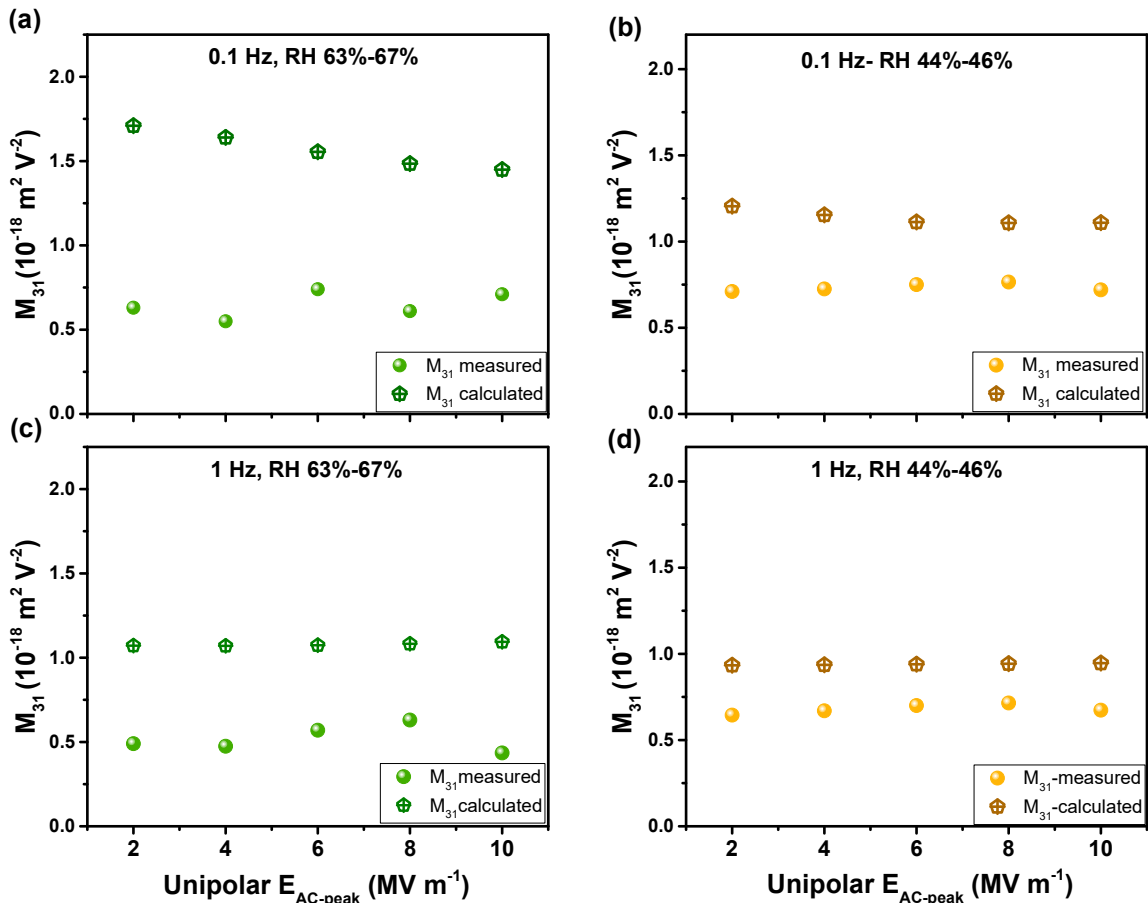 (a)
0.1 Hz, RH 63%-67%
2.0
1.5
1.0
0.5
0.0
M31 (10-18 m2 V-2)
M31 measured
M31 calculated
(b)
0.1 Hz- RH 44%-46%
2.0
1.5
1.0
0.5
0.0
M31 (10-18 m2 V-2)
M31 measured
M31 calculated
(c)
1 Hz, RH 63%-67%
2.0
1.5
1.0
0.5
0.0
M31 (10-18 m2 V-2)
M31measured
M31calculated
2 4 6 8 10
Unipolar EAC-peak (MV m-1)
(d)
1 Hz, RH 44%-46%
2.0
1.5
1.0
0.5
0.0
M31 (10-18 m2 V-2)
M31-measured
M31-calculated
2 4 6 8 10
Unipolar EAC-peak (MV m-1)